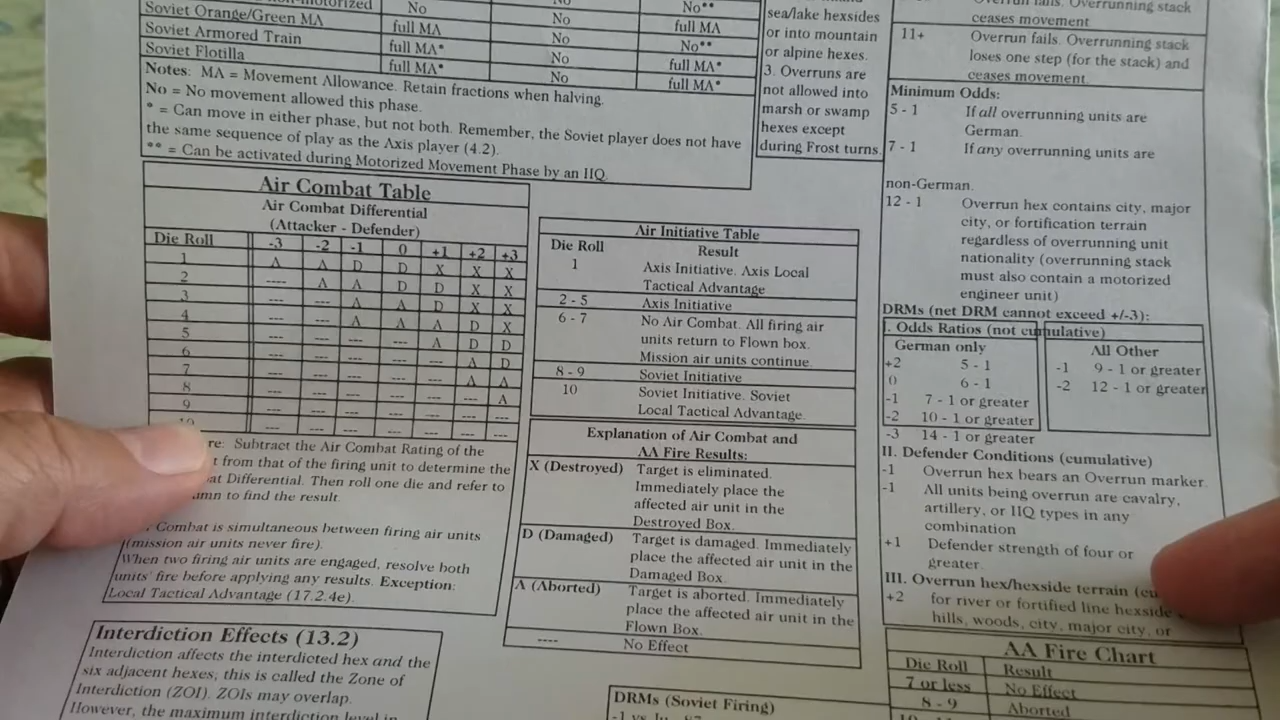 No
No
No**
Soviet Orange/Green MA full MA No full MA
Soviet Armored Train full MA* No No**
Soviet Flotilla full MA* No full MA*
No full MA*
Notes: MA = Movement Allowance. Retain fractions when halving.
No = No movement allowed this phase.
* = Can move in either phase, but not both. Remember, the Soviet player does not have
the same sequence of play as the Axis player (4.2).
** = Can be activated during Motorized Movement Phase by an HQ.
sea/lake hexsides
or into mountain
or alpine hexes.
3. Overruns are
not allowed into
marsh or swamp
hexes except
during Frost turns.
Overrun fails. Overrunning stack
ceases movement
11+ Overrun fails. Overrunning stack
loses one step (for the stack) and
ceases movement.
Minimum Odds:
5 - 1 If all overrunning units are
German.
7 - 1 If any overrunning units are
non-German.
12 - 1 Overrun hex contains city, major
city, or fortification terrain
regardless of overrunning unit
nationality (overrunning stack
must also contain a motorized
engineer unit)
DRMs (net DRM cannot exceed +/-3):
I. Odds Ratios (not cumulative)
German only
+2 5 - 1
0 6 - 1
-1 7 - 1 or greater
-2 10 - 1 or greater
-3 14 - 1 or greater
All Other
-1 9 - 1 or greater
-2 12 - 1 or greater
II. Defender Conditions (cumulative)
-1 Overrun hex bears an Overrun marker.
-1 All units being overrun are cavalry,
artillery, or HQ types in any
combination
+1 Defender strength of four or
greater.
III. Overrun hex/hexside terrain
+2 for river or fortified line hexside
hills, woods, city, major city, or
Air Combat Table
Air Combat Differential
(Attacker - Defender)
Die Roll -3 -2 -1 0 +1 +2 +3
1 A A D D X X X
2 ---- A A D D X X
3 --- --- A A D X X
4 --- --- A A A D X
5 --- --- --- --- A D D
6 --- --- --- --- --- A D
7 --- --- --- --- --- A A
8 --- --- --- --- --- --- A
9 --- --- --- --- --- --- ---
10 --- --- --- --- --- --- ---
re: Subtract the Air Combat Rating of the
from that of the firing unit to determine the
Differential. Then roll one die and refer to
to find the result.
Combat is simultaneous between firing air units
(mission air units never fire).
When two firing air units are engaged, resolve both
units' fire before applying any results. Exception:
Local Tactical Advantage (17.2.4e).
Air Initiative Table
Die Roll Result
1 Axis Initiative. Axis Local
Tactical Advantage
2 - 5 Axis Initiative
6 - 7 No Air Combat. All firing air
units return to Flown box.
Mission air units continue.
8 - 9 Soviet Initiative
10 Soviet Initiative. Soviet
Local Tactical Advantage.
Explanation of Air Combat and
AA Fire Results:
X (Destroyed) Target is eliminated.
Immediately place the
affected air unit in the
Destroyed Box.
D (Damaged) Target is damaged. Immediately
place the affected air unit in the
Damaged Box.
A (Aborted) Target is aborted. Immediately
place the affected air unit in the
Flown Box.
---- No Effect
Interdiction Effects (13.2)
Interdiction affects the interdicted hex and the
six adjacent hexes, this is called the Zone of
Interdiction (ZOI). ZOIs may overlap.
However, the maximum interdiction level in
DRMs (Soviet Firing)
AA Fire Chart
Die Roll Result
7 or less No Effect
8 - 9 Aborted